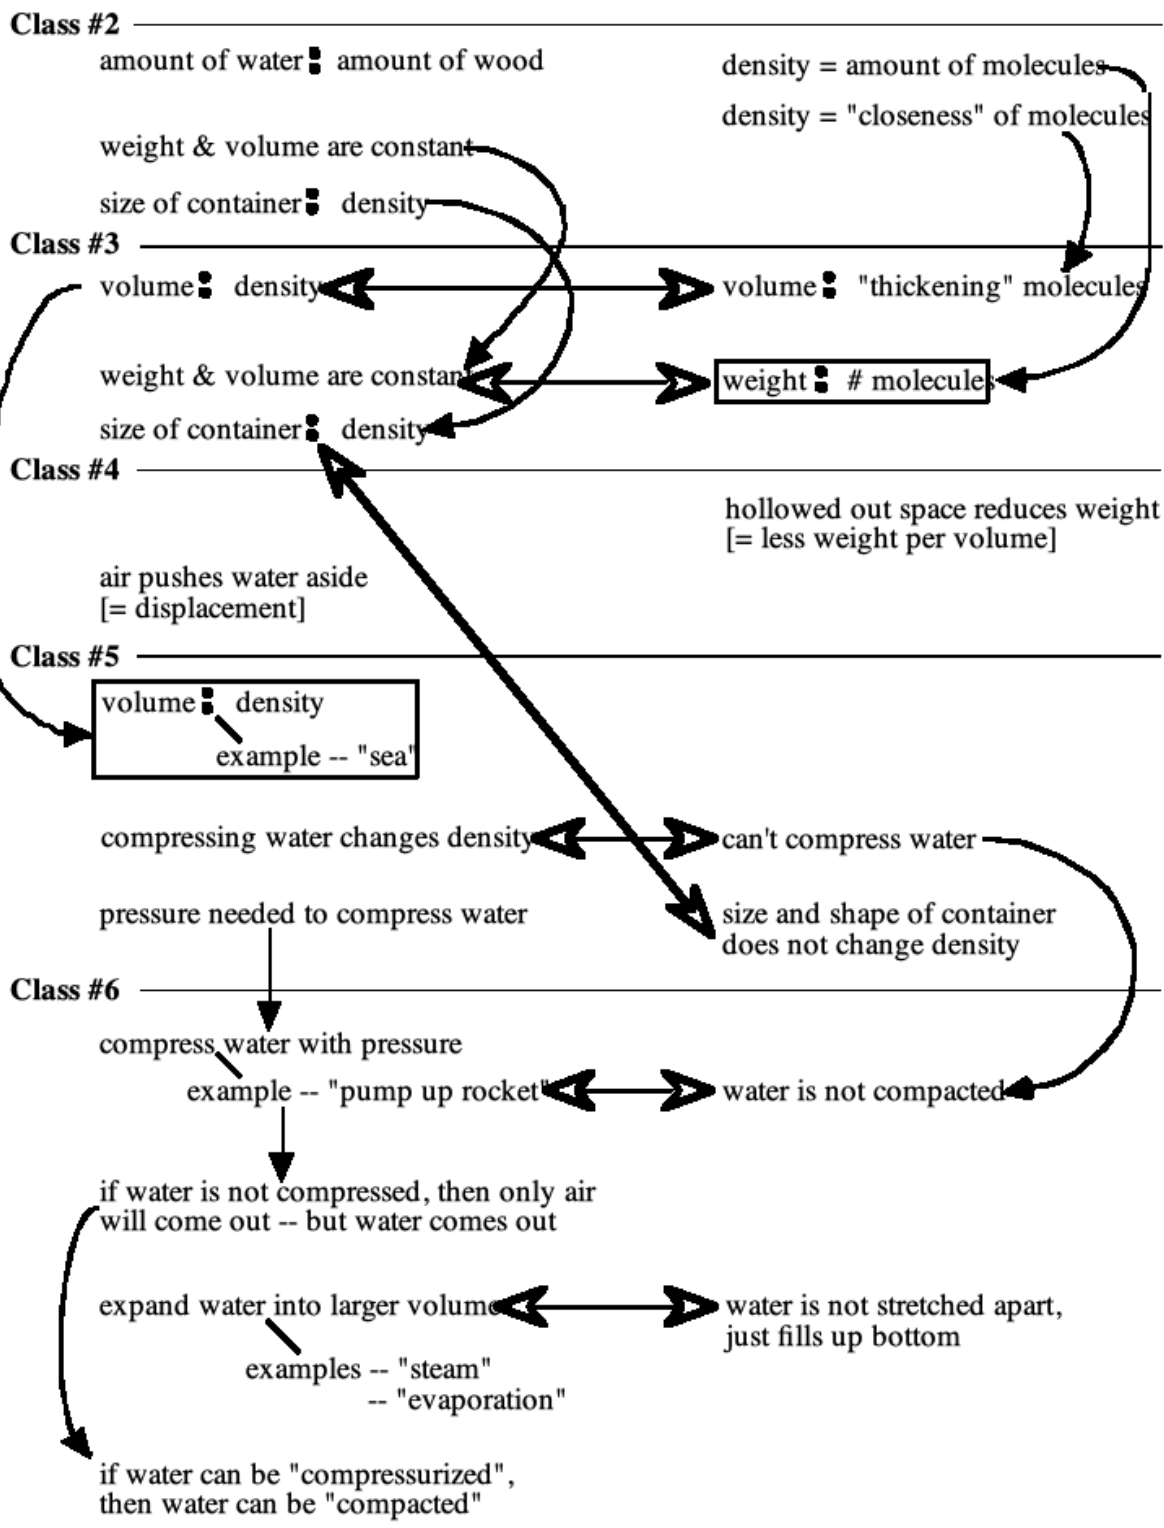 Class #2
amount of water : amount of wood
density = amount of molecules
density = "closeness" of molecules
weight & volume are constant
size of container : density
Class #3
volume : density
volume : "thickening" molecules
weight & volume are constant
weight : # molecules
size of container : density
Class #4
hollowed out space reduces weight
[= less weight per volume]
air pushes water aside
[= displacement]
Class #5
volume : density
example -- "sea"
compressing water changes density
can't compress water
pressure needed to compress water
size and shape of container
does not change density
Class #6
compress water with pressure
example -- "pump up rocket"
water is not compacted
if water is not compressed, then only air
will come out -- but water comes out
expand water into larger volume
water is not stretched apart,
just fills up bottom
examples -- "steam"
-- "evaporation"
if water can be "compressurized",
then water can be "compacted"